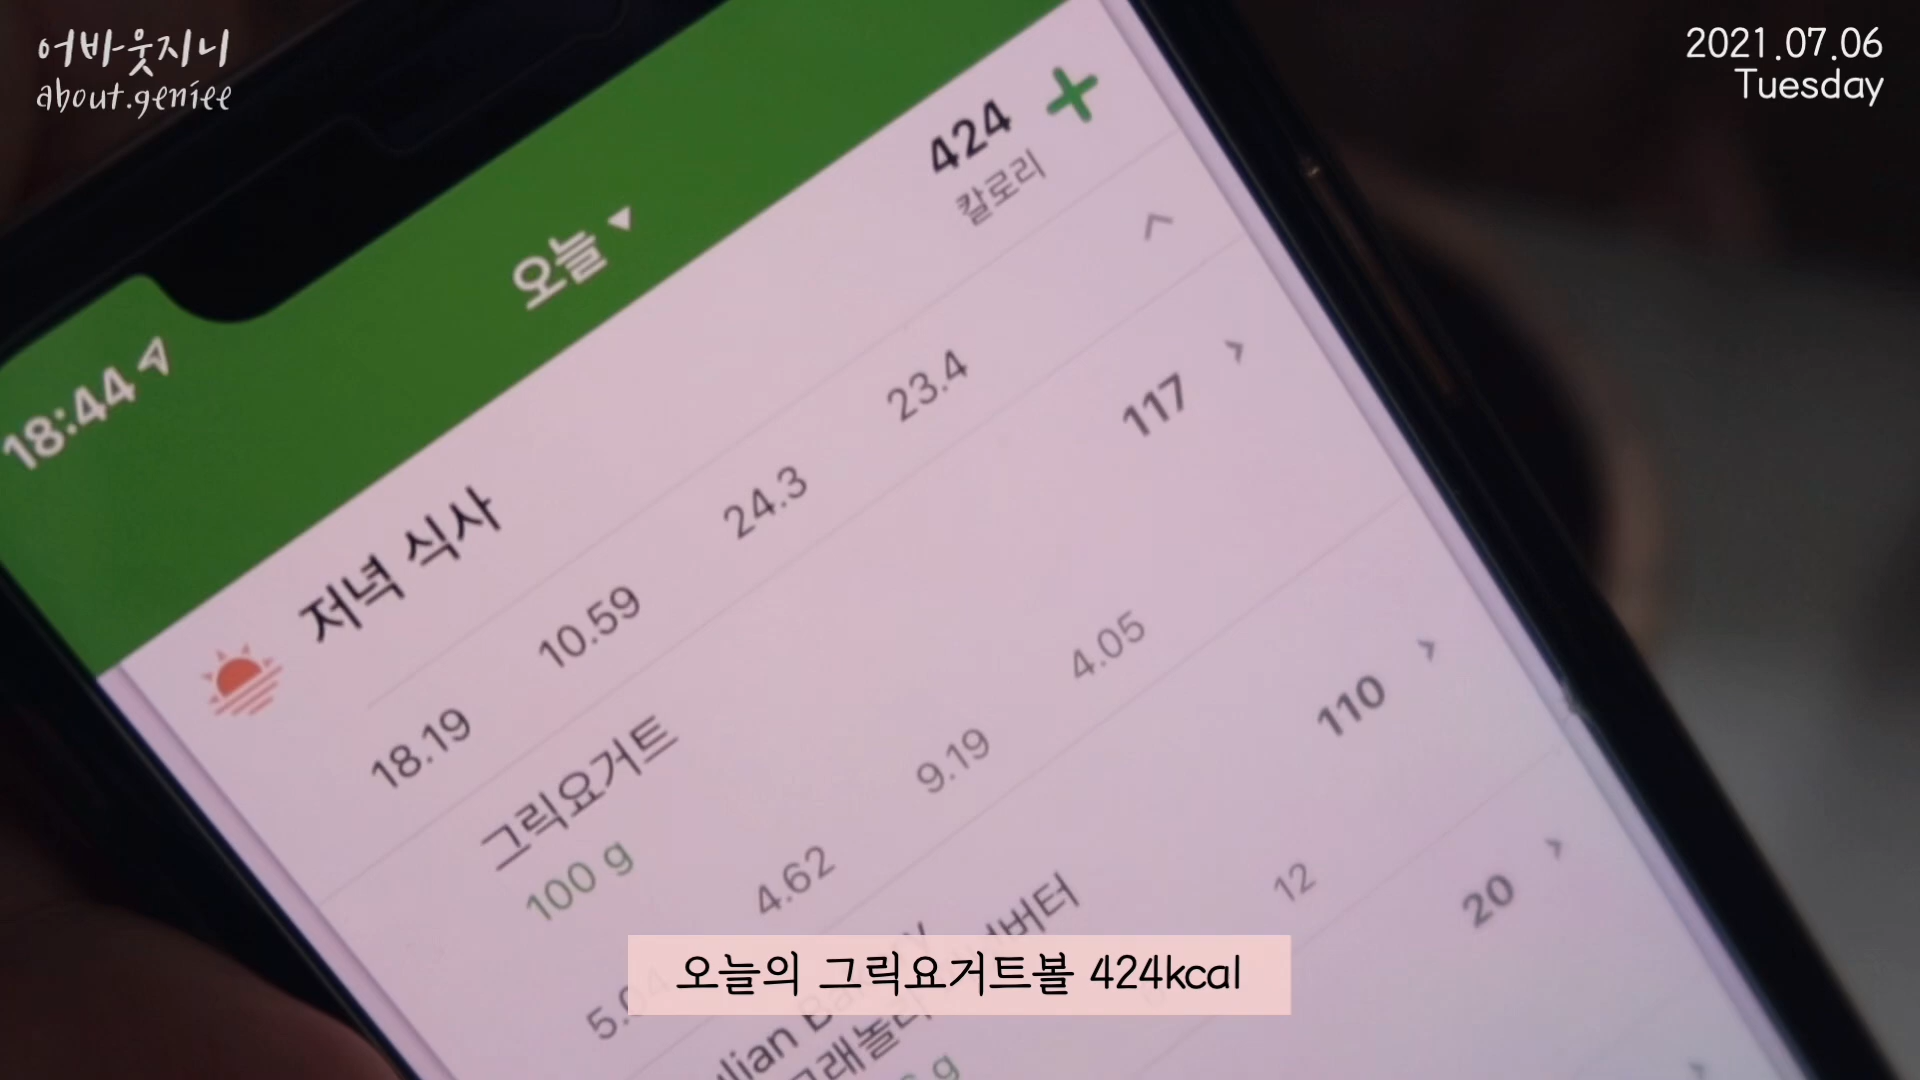 어바웃지니
about.geniee
2021.07.06
Tuesday
18:44
오늘
저녁 식사
424
칼로리
18.19 10.59 24.3 23.4
그릭요거트
117
100 g
4.62 9.19 4.05
110
12
20
g
오늘의 그릭요거트볼 424kcal